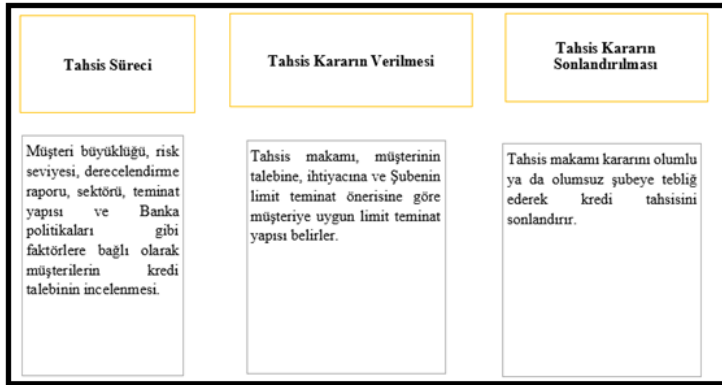 Tahsis Süreci
Tahsis Kararın Verilmesi
Tahsis Kararın
Sonlandırılması
Müşteri büyüklüğü, risk
seviyesi, derecelendirme
raporu, sektörü, teminat
yapısı ve Banka
politikaları gibi
faktörlere bağlı olarak
müşterilerin kredi
talebinin incelenmesi.
Tahsis makamı, müşterinin
talebine, ihtiyacına ve Şubenin
limit teminat önerisine göre
müşteriye uygun limit teminat
yapısı belirler.
Tahsis makamı kararını olumlu
ya da olumsuz şubeye tebliğ
ederek kredi tahsisini
sonlandırır.